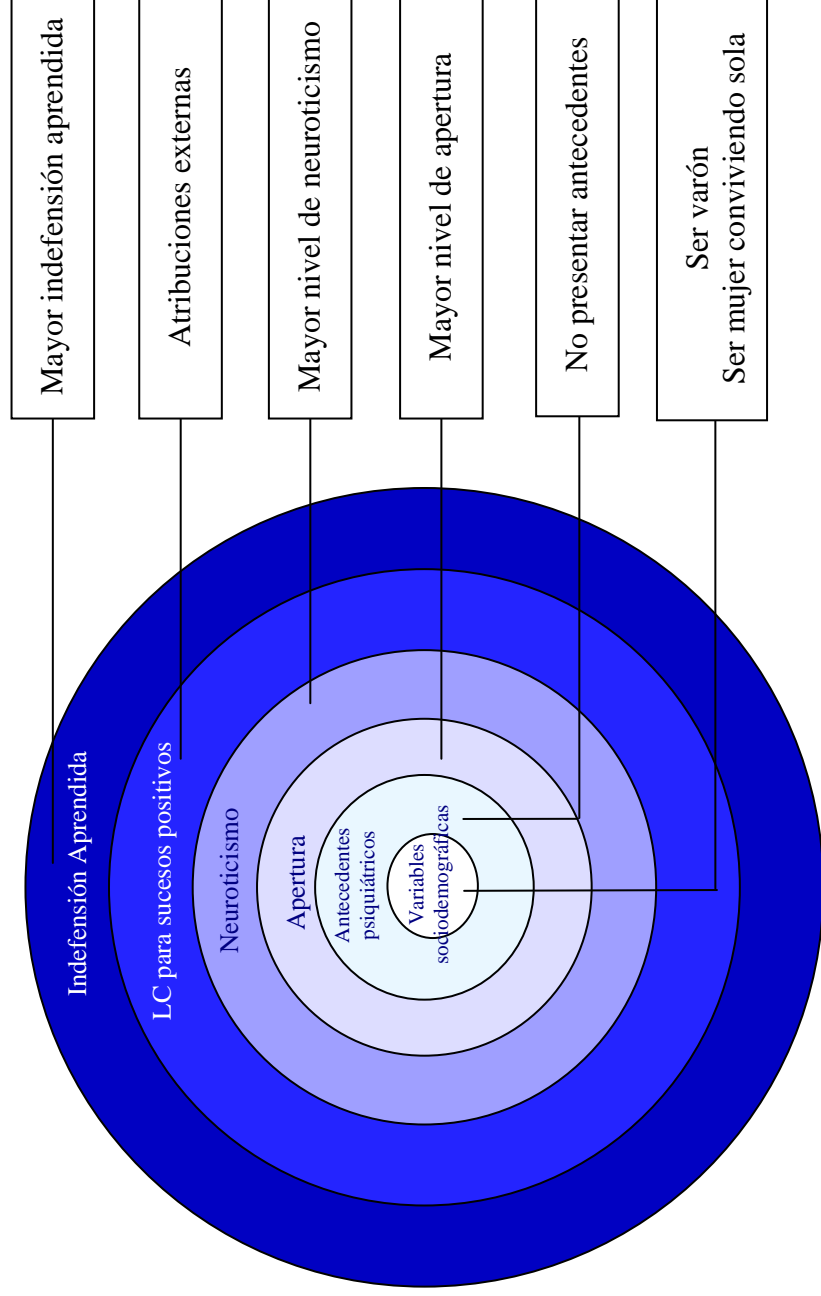 Indefensión Aprendida
LC para sucesos positivos
Neuroticismo
Apertura
Antecedentes
psiquiátricos
Variables
sociodemográficas
Mayor indefensión aprendida
Atribuciones externas
Mayor nivel de neuroticismo
Mayor nivel de apertura
No presentar antecedentes
Ser varón
Ser mujer conviviendo sola